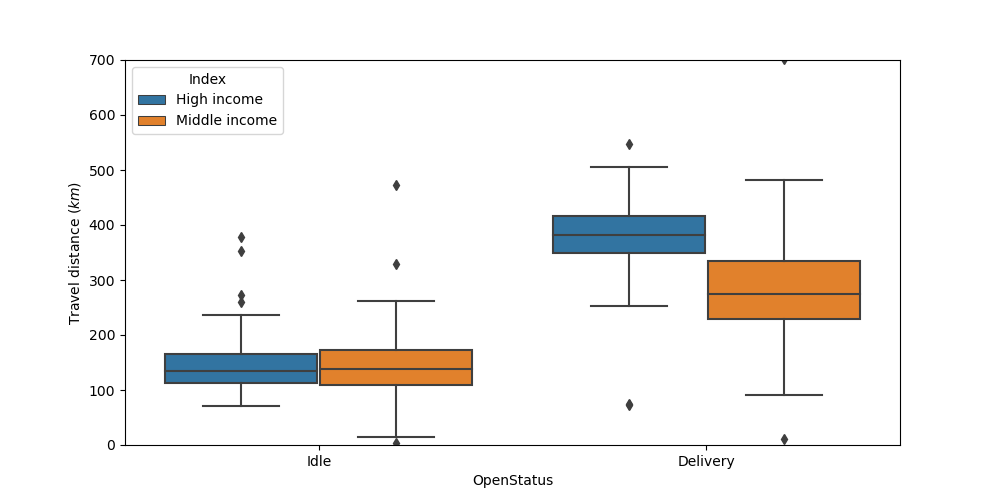 700
600
500
400
300
200
100
0
Travel distance (km)
Index
High income
Middle income
Idle
Delivery
OpenStatus